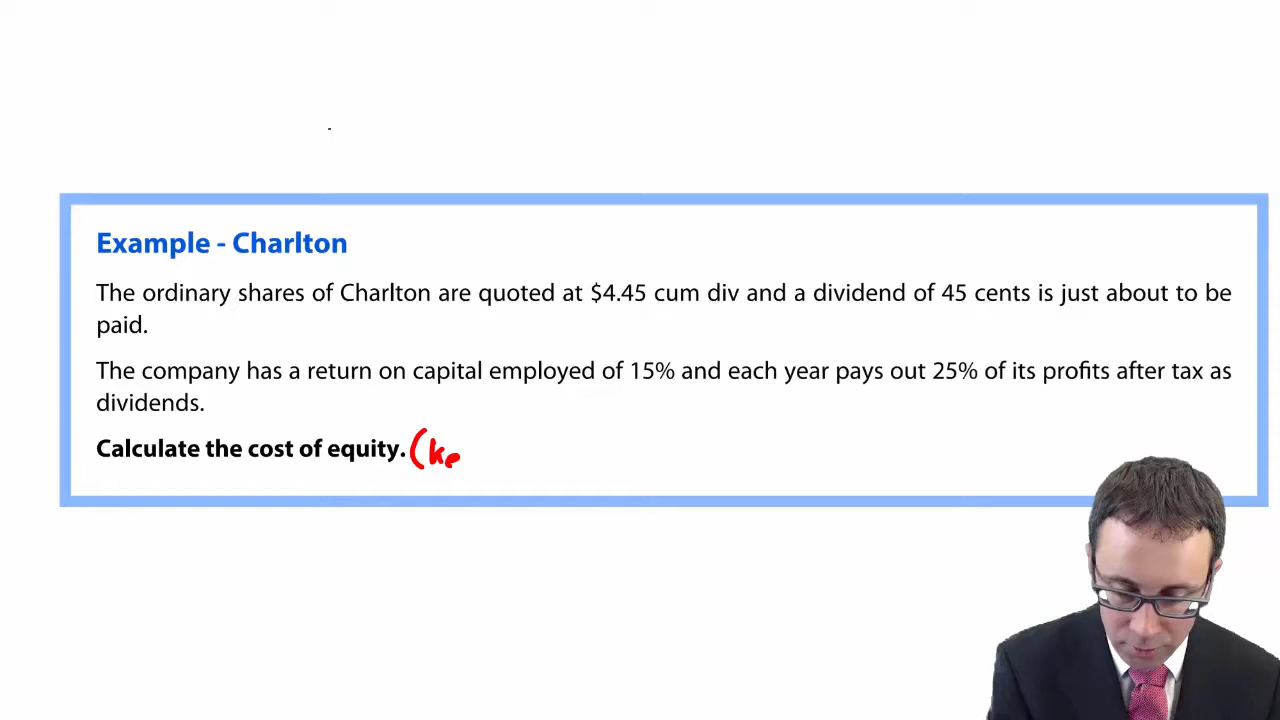 Example - Charlton
The ordinary shares of Charlton are quoted at $4.45 cum div and a dividend of 45 cents is just about to be
paid.
The company has a return on capital employed of 15% and each year pays out 25% of its profits after tax as
dividends.
Calculate the cost of equity. (ke